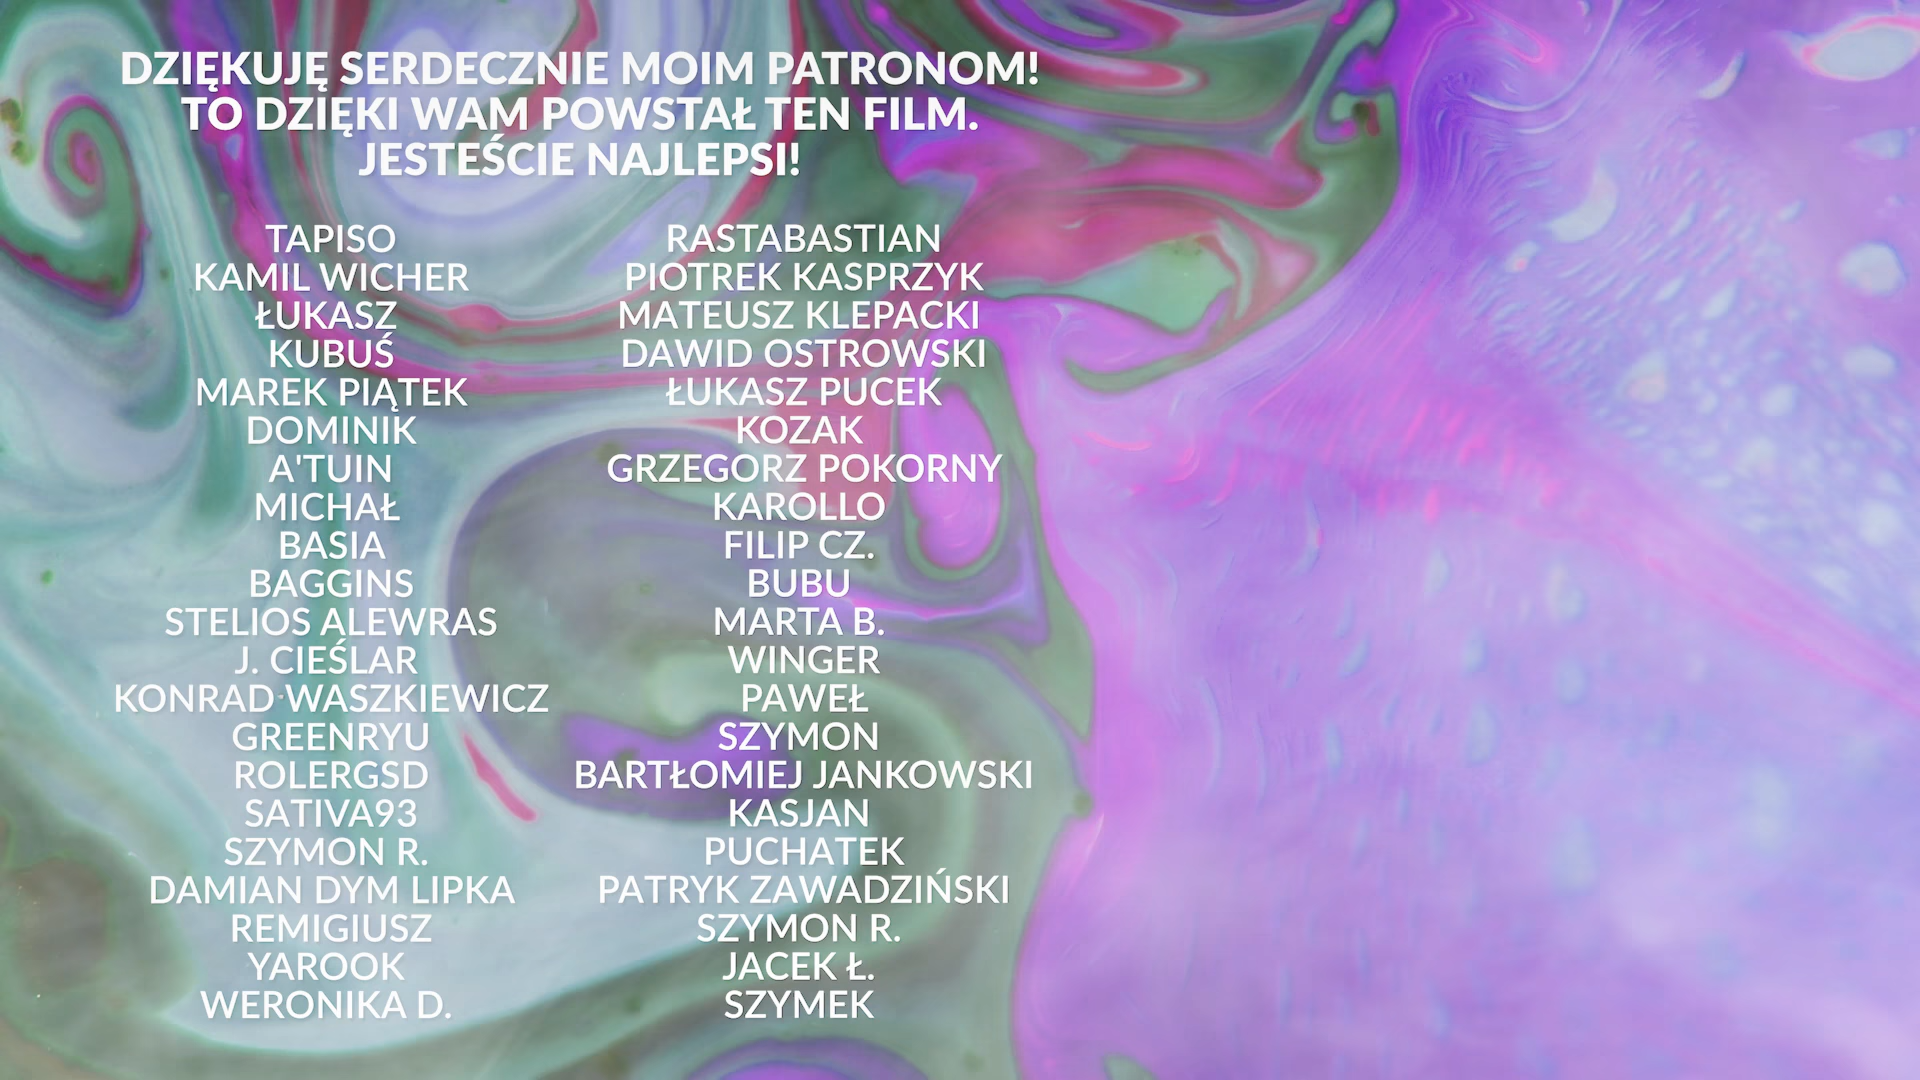 DZIĘKUJĘ SERDECZNIE MOIM PATRONOM!
TO DZIĘKI WAM POWSTAŁ TEN FILM.
JESTEŚCIE NAJLEPSI!
TAPISO
KAMIL WICHER
ŁUKASZ
KUBUŚ
MAREK PIĄTEK
DOMINIK
A'TUIN
MICHAŁ
BASIA
BAGGINS
STELIOS ALEWRAS
J. CIEŚLAR
KONRAD WASZKIEWICZ
GREENRYU
ROLERGSD
SATIVA93
SZYMON R.
DAMIAN DYM LIPKA
REMIGIUSZ
YAROOK
WERONIKA D.
RASTABASTIAN
PIOTREK KASPRZYK
MATEUSZ KLEPACKI
DAWID OSTROWSKI
ŁUKASZ PUCEK
KOZAK
GRZEGORZ POKORNY
KAROLLO
FILIP CZ.
BUBU
MARTA B.
WINGER
PAWEŁ
SZYMON
BARTŁOMIEJ JANKOWSKI
KASJAN
PUCHATEK
PATRYK ZAWADZIŃSKI
SZYMON R.
JACEK Ł.
SZYMEK